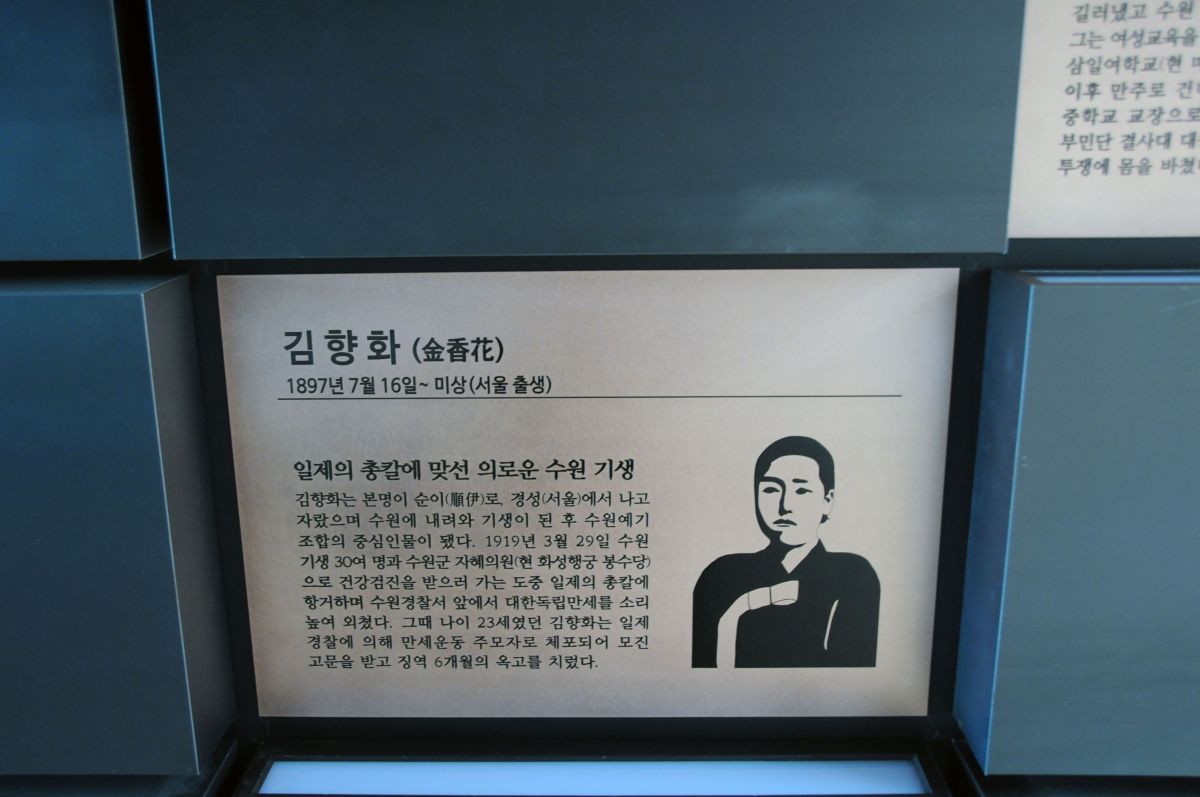 길러냈고 수원
그는 여성교육을
삼일여학교(현
이후 만주로
중학교 교장으로
부민단 결사대
투쟁에 몸을
김향화 (金香花)
1897년 7월 16일~ 미상(서울 출생)
일제의 총칼에 맞선 의로운 수원 기생
김향화는 본명이 순이(順伊)로, 경성(서울)에서 나고
자랐으며 수원에 내려와 기생이 된 후 수원예기
조합의 중심인물이 됐다. 1919년 3월 29일 수원
기생 30여 명과 수원군 자혜의원(현 화성행궁 봉수당)
으로 건강검진을 받으러 가는 도중 일제의 총칼에
항거하며 수원경찰서 앞에서 대한독립만세를 소리
높여 외쳤다. 그때 나이 23세였던 김향화는 일제
경찰에 의해 만세운동 주모자로 체포되어 모진
고문을 받고 징역 6개월의 옥고를 치렀다.